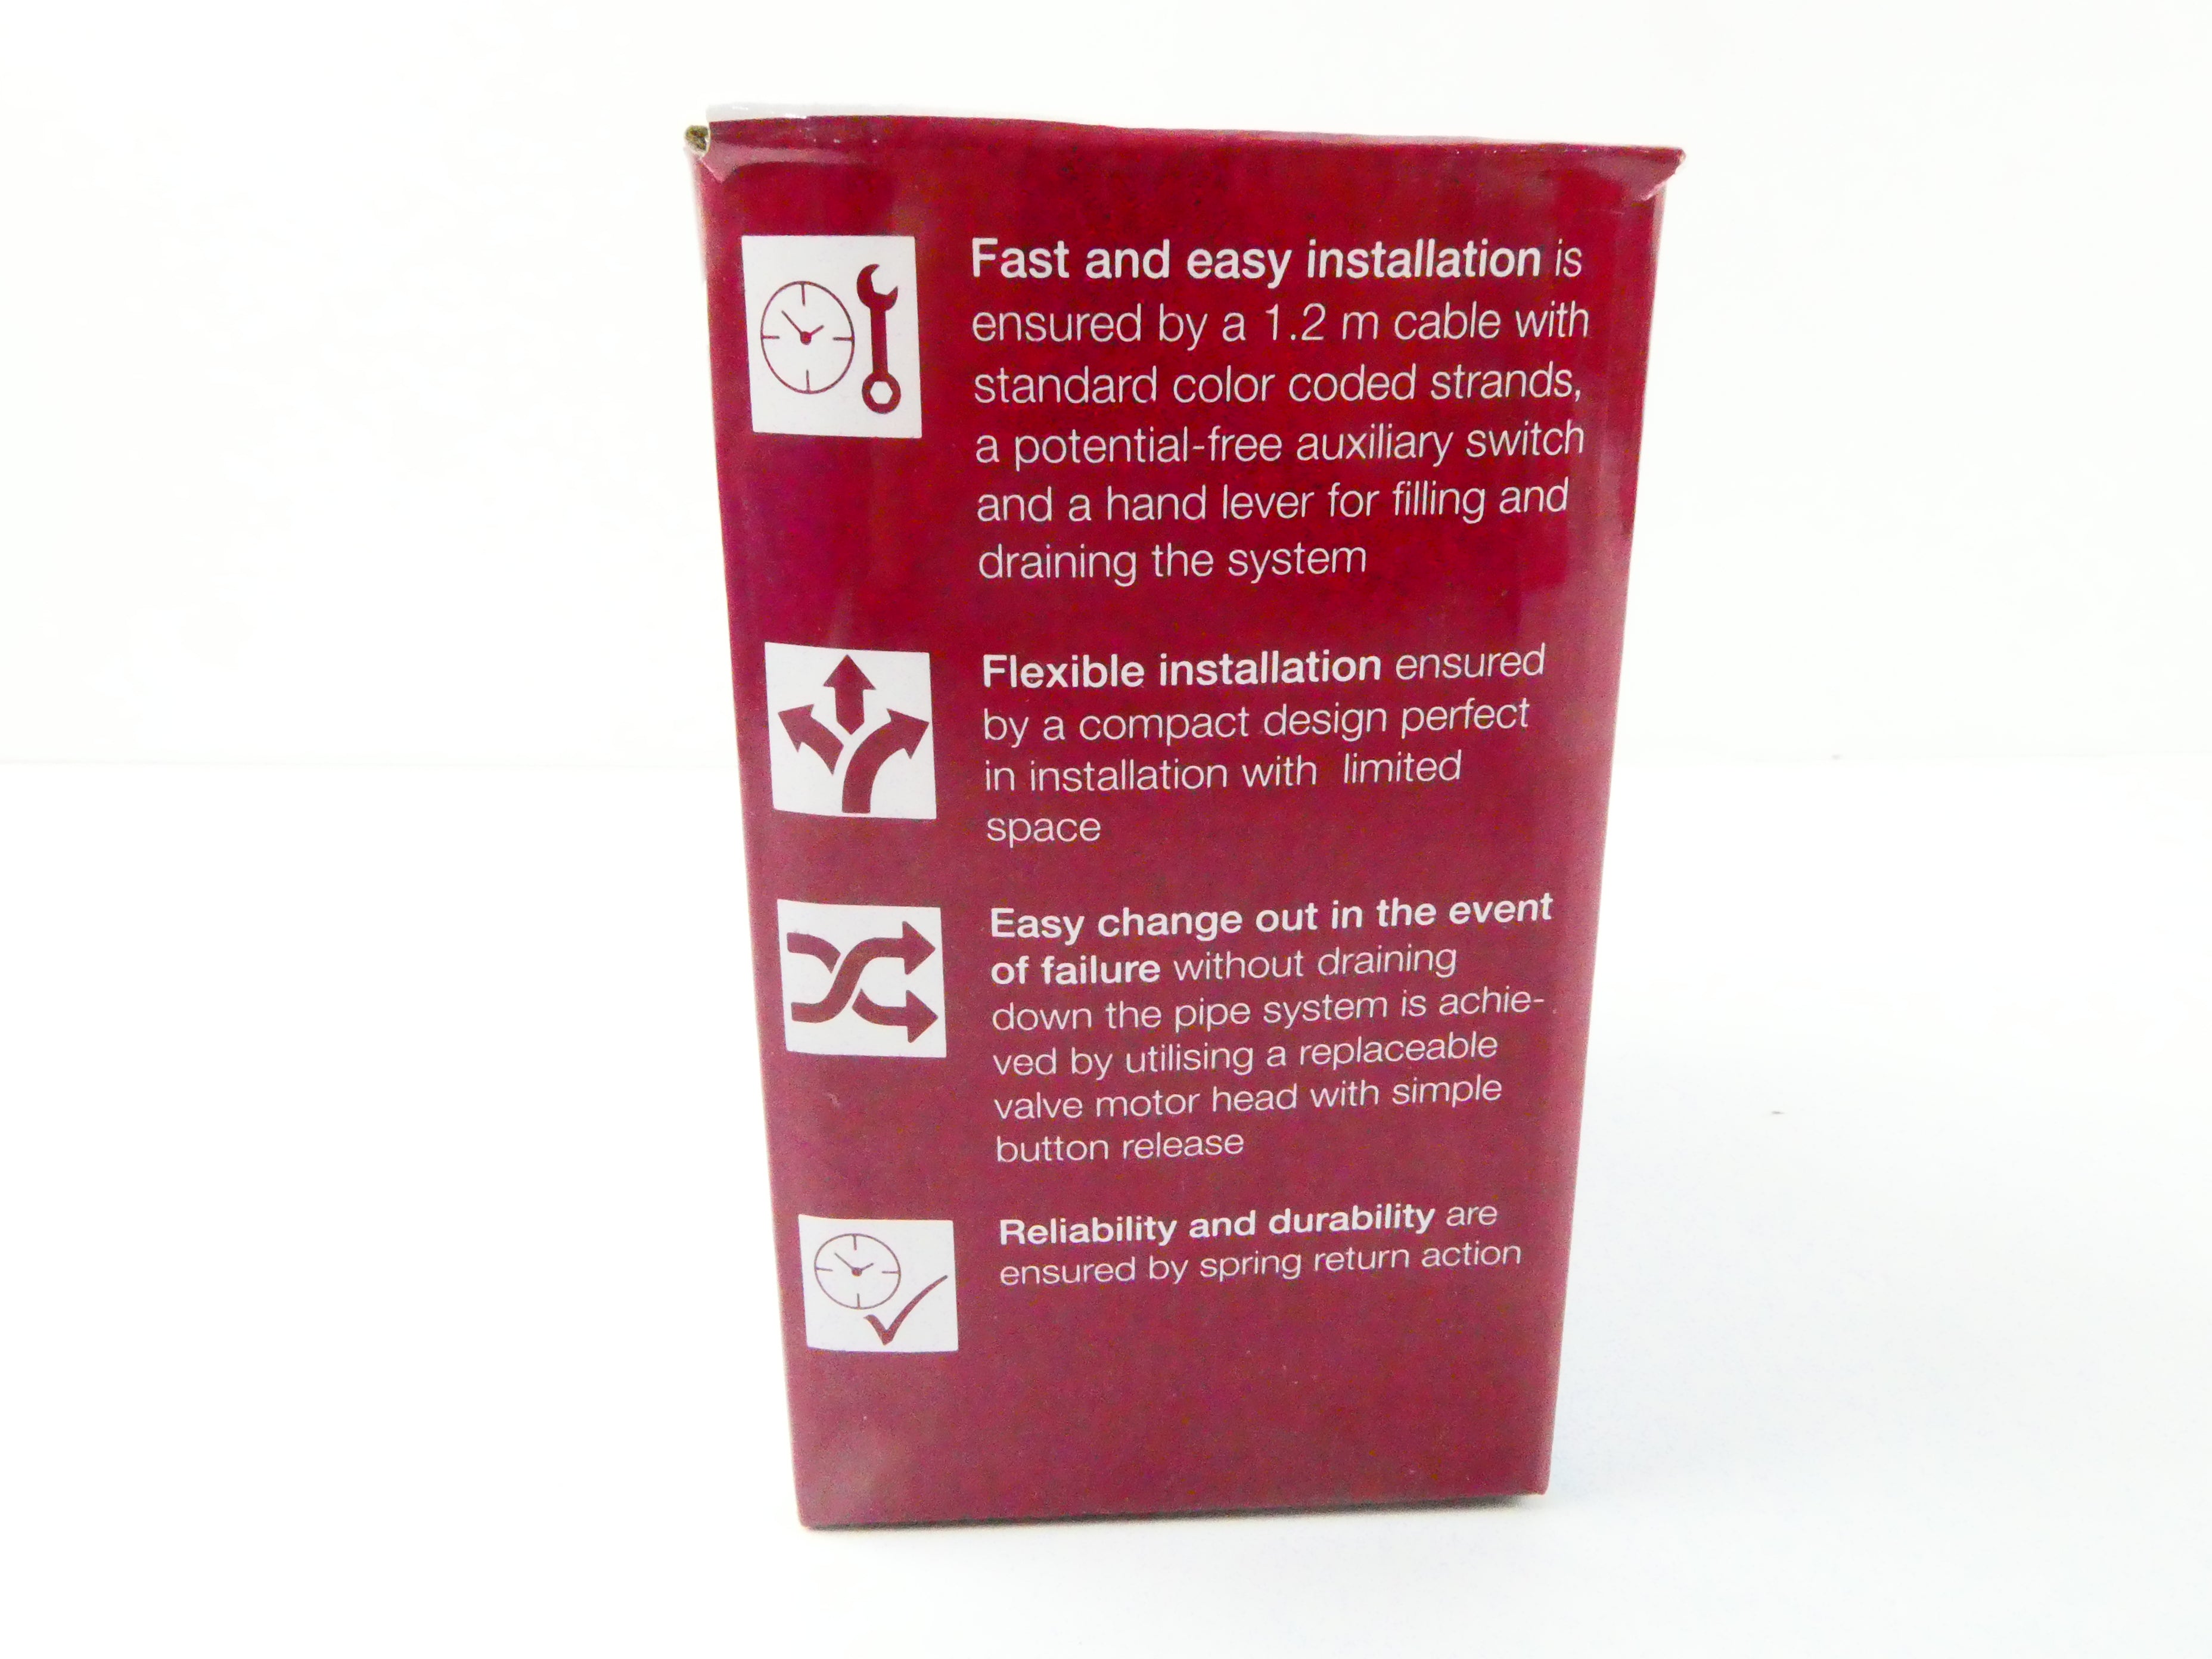 Fast and easy installation is
ensured by a 1.2 m cable with
standard color coded strands,
a potential-free auxiliary switch
and a hand lever for filling and
draining the system
Flexible installation ensured
by a compact design perfect
in installation with limited
space
Easy change out in the event
of failure without draining
down the pipe system is achie-
ved by utilising a replaceable
valve motor head with simple
button release
Reliability and durability are
ensured by spring return action